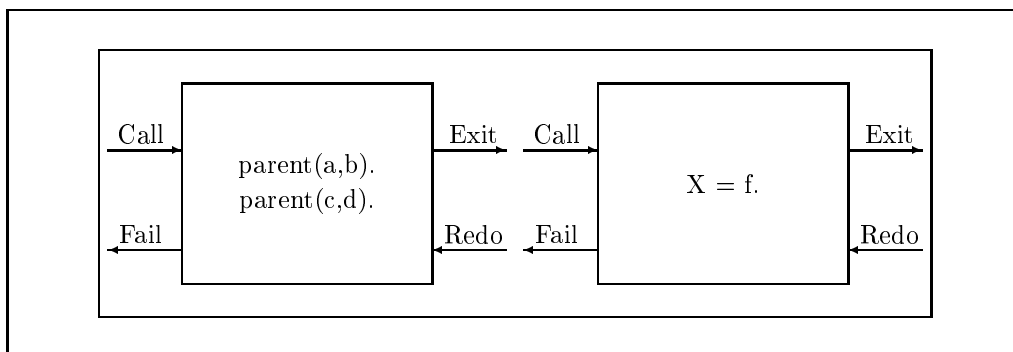 Call
parent(a,b).
parent(c,d).
Fail
Exit
Redo
Call
X = f.
Fail
Exit
Redo